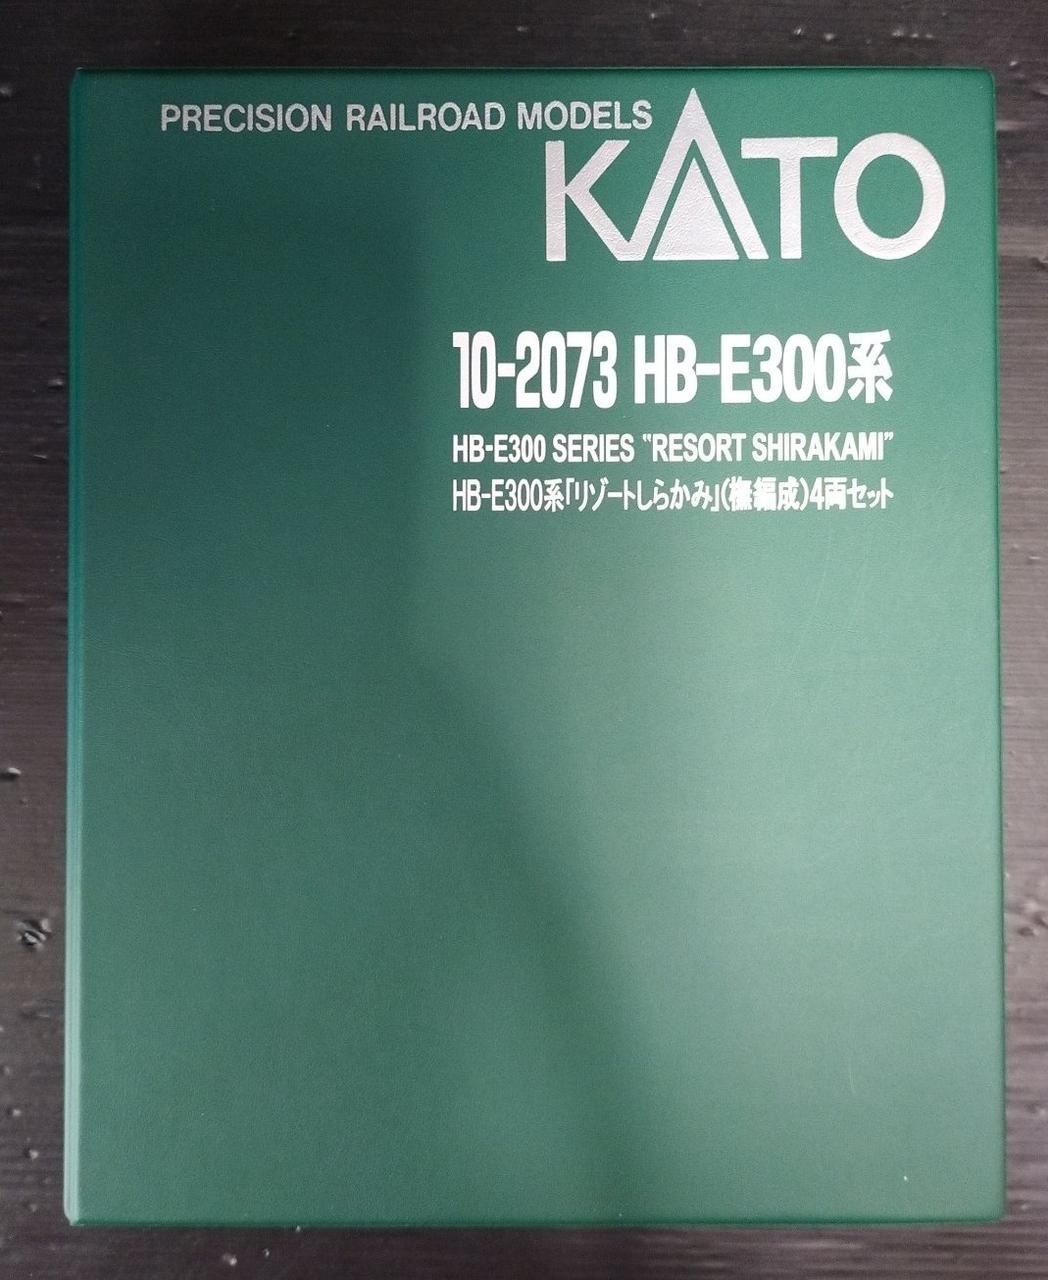 PRECISION RAILROAD MODELS
KATO
10-2073 HB-E300系
HB-E300 SERIES "RESORT SHIRAKAMI"
HB-E300系「リゾートしらかみ」(橅編成)4両セット